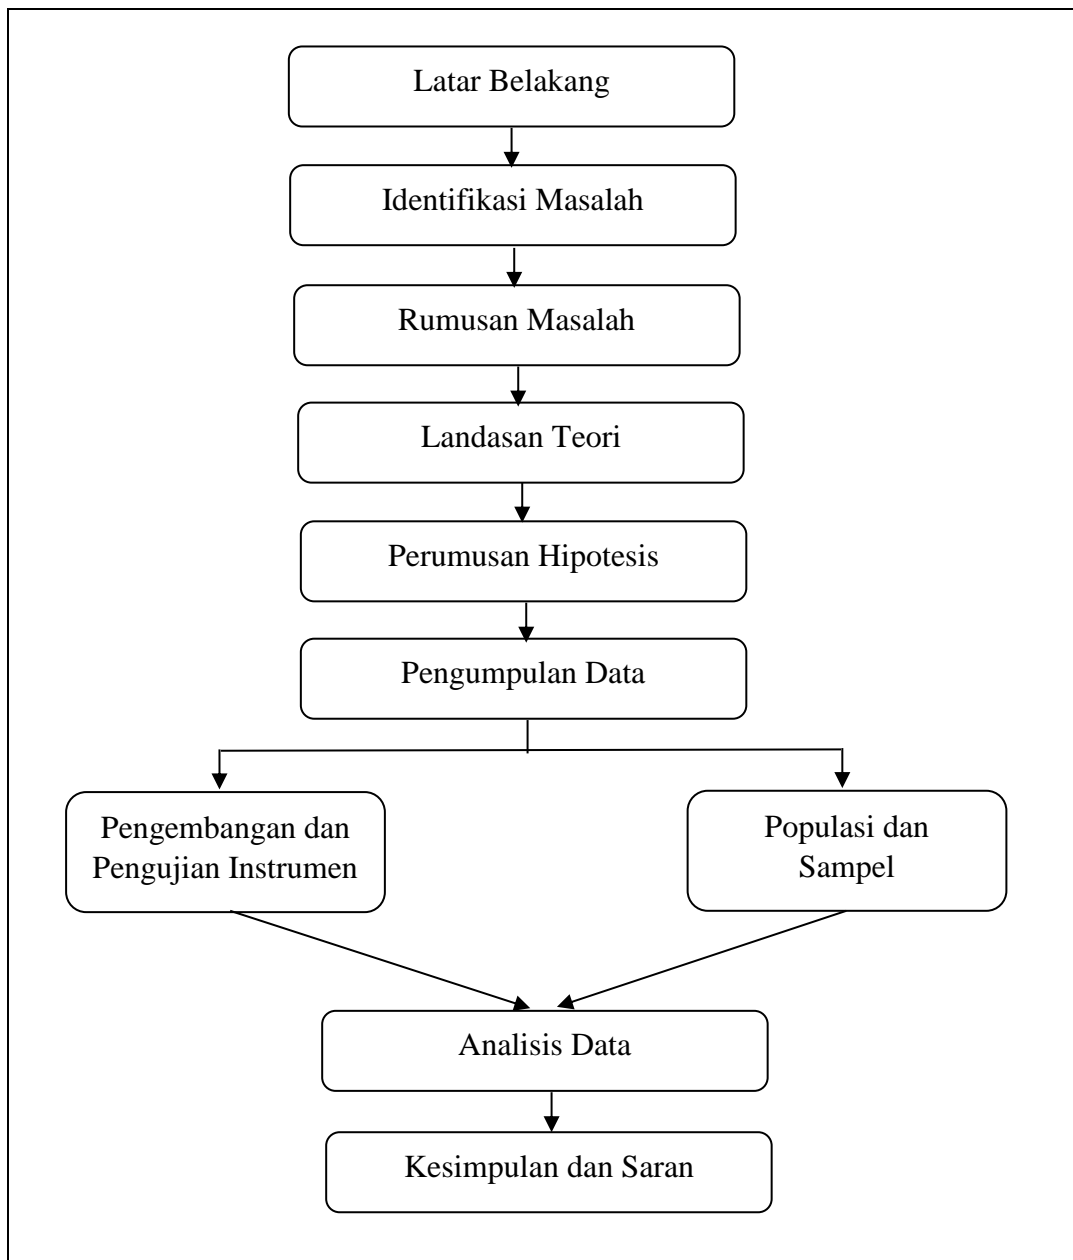 Latar Belakang
Identifikasi Masalah
Rumusan Masalah
Landasan Teori
Perumusan Hipotesis
Pengumpulan Data
Pengembangan dan
Pengujian Instrumen
Populasi dan
Sampel
Analisis Data
Kesimpulan dan Saran